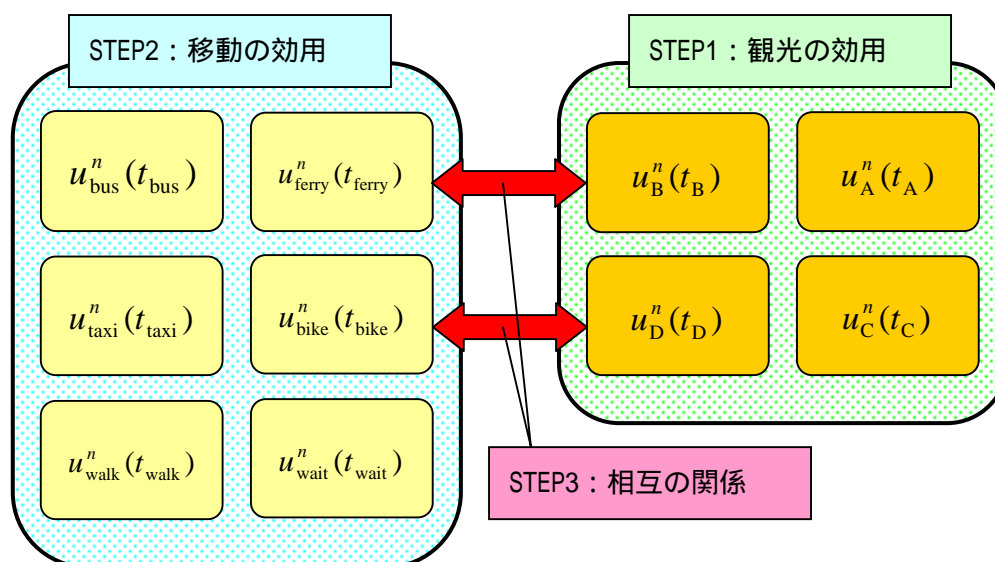 STEP2：移動の効用
STEP1：観光の効用
u^n_bus(t_bus)
u^n_ferry(t_ferry)
u^n_B(t_B)
u^n_A(t_A)
u^n_taxi(t_taxi)
u^n_bike(t_bike)
u^n_D(t_D)
u^n_C(t_C)
u^n_walk(t_walk)
u^n_wait(t_wait)
STEP3：相互の関係